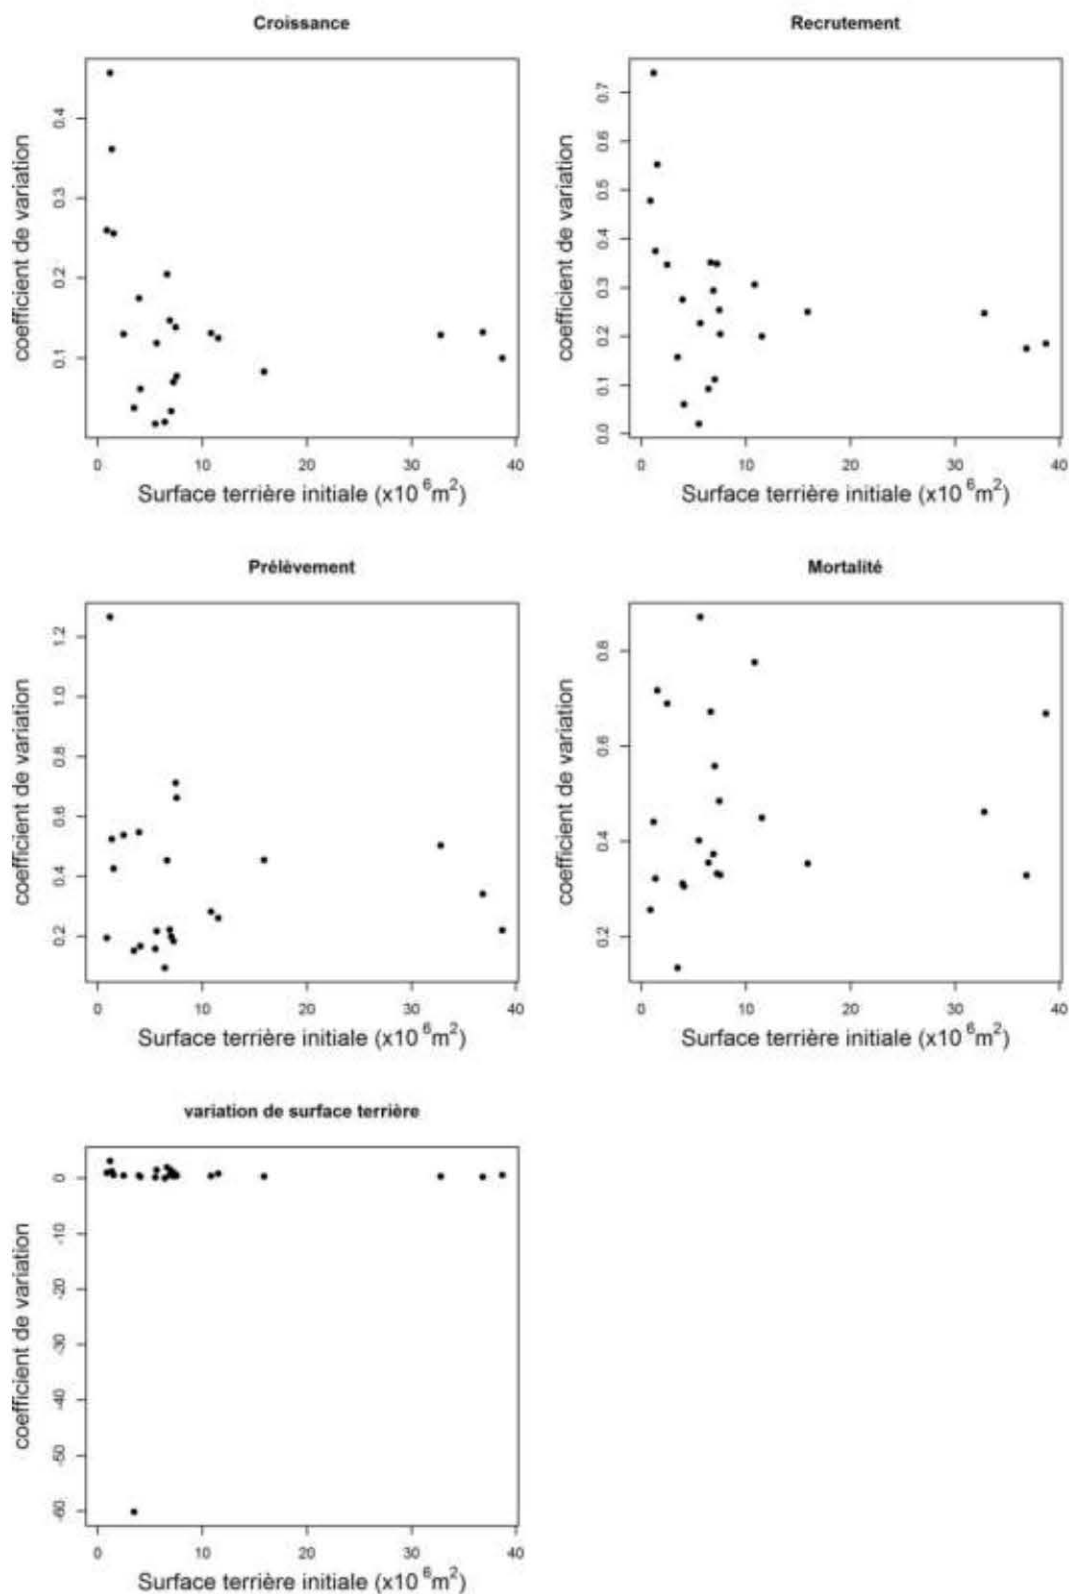 Croissance
coefficient de variation
0.4
0.3
0.2
0.1
0 10 20 30 40
Surface terrière initiale (x10⁶m²)
Recrutement
coefficient de variation
0.7
0.6
0.5
0.4
0.3
0.2
0.1
0.0
0 10 20 30 40
Surface terrière initiale (x10⁶m²)
Prélèvement
coefficient de variation
1.2
1.0
0.8
0.6
0.4
0.2
0 10 20 30 40
Surface terrière initiale (x10⁶m²)
Mortalité
coefficient de variation
0.8
0.6
0.4
0.2
0 10 20 30 40
Surface terrière initiale (x10⁶m²)
variation de surface terrière
coefficient de variation
0
-10
-20
-30
-40
-50
-60
0 10 20 30 40
Surface terrière initiale (x10⁶m²)